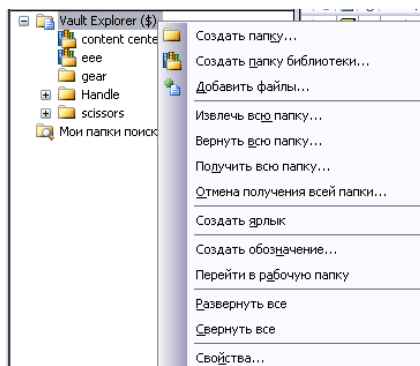 Vault Explorer ($)
content cente
eee
gear
Handle
scissors
Мои папки поиск
Создать папку...
Создать папку библиотеки...
Добавить файлы...
Извлечь всю папку...
Вернуть всю папку...
Получить всю папку...
Отмена получения всей папки...
Создать ярлык
Создать обозначение...
Перейти в рабочую папку
Развернуть все
Свернуть все
Свойства...